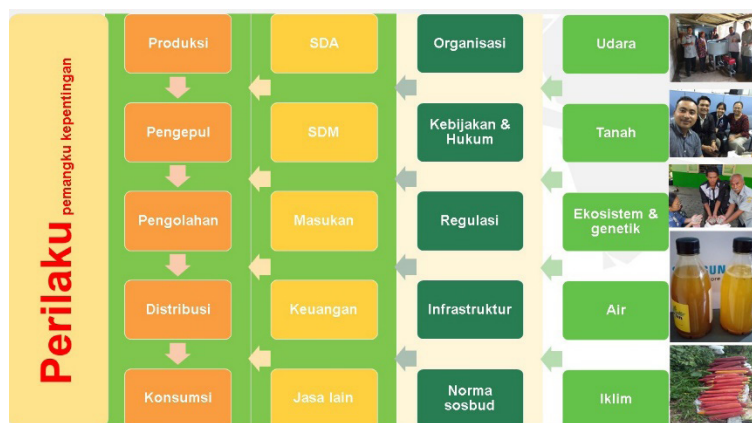 Perilaku pemangku kepentingan
Produksi
SDA
Organisasi
Udara
Pengepul
SDM
Kebijakan &
Hukum
Tanah
Pengolahan
Masukan
Regulasi
Ekosistem &
genetik
Distribusi
Keuangan
Infrastruktur
Air
Konsumsi
Jasa lain
Norma
sosbud
Iklim